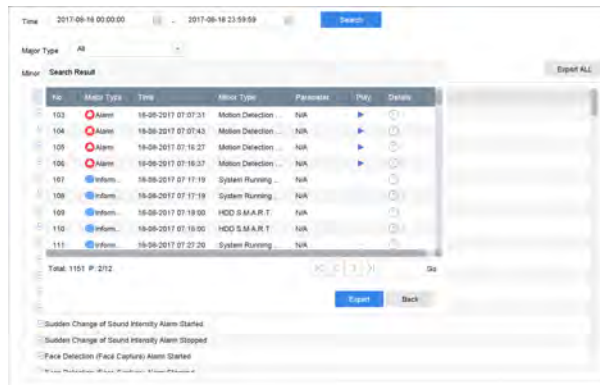 Time 2017-06-16 00:00:00 - 2017-06-16 23:59:59 Search
Major Type All
Minor Search Result Export ALL
No Major Type Time Minor Type Parameter Play Details
103 Alarm 16-06-2017 07:07:31 Motion Detection ... N/A
104 Alarm 16-06-2017 07:07:43 Motion Detection ... N/A
105 Alarm 16-06-2017 07:16:27 Motion Detection ... N/A
106 Alarm 16-06-2017 07:16:37 Motion Detection ... N/A
107 Inform... 16-06-2017 07:17:19 System Running ... N/A
108 Inform... 16-06-2017 07:17:19 System Running ... N/A
109 Inform... 16-06-2017 07:19:00 HDD S.M.A.R.T. N/A
110 Inform... 16-06-2017 07:19:00 HDD S.M.A.R.T. N/A
111 Inform... 16-06-2017 07:27:20 System Running ... N/A
Total: 1151 P: 2/12 Go
Export Back
Sudden Change of Sound Intensity Alarm Started
Sudden Change of Sound Intensity Alarm Stopped
Face Detection (Face Capture) Alarm Started